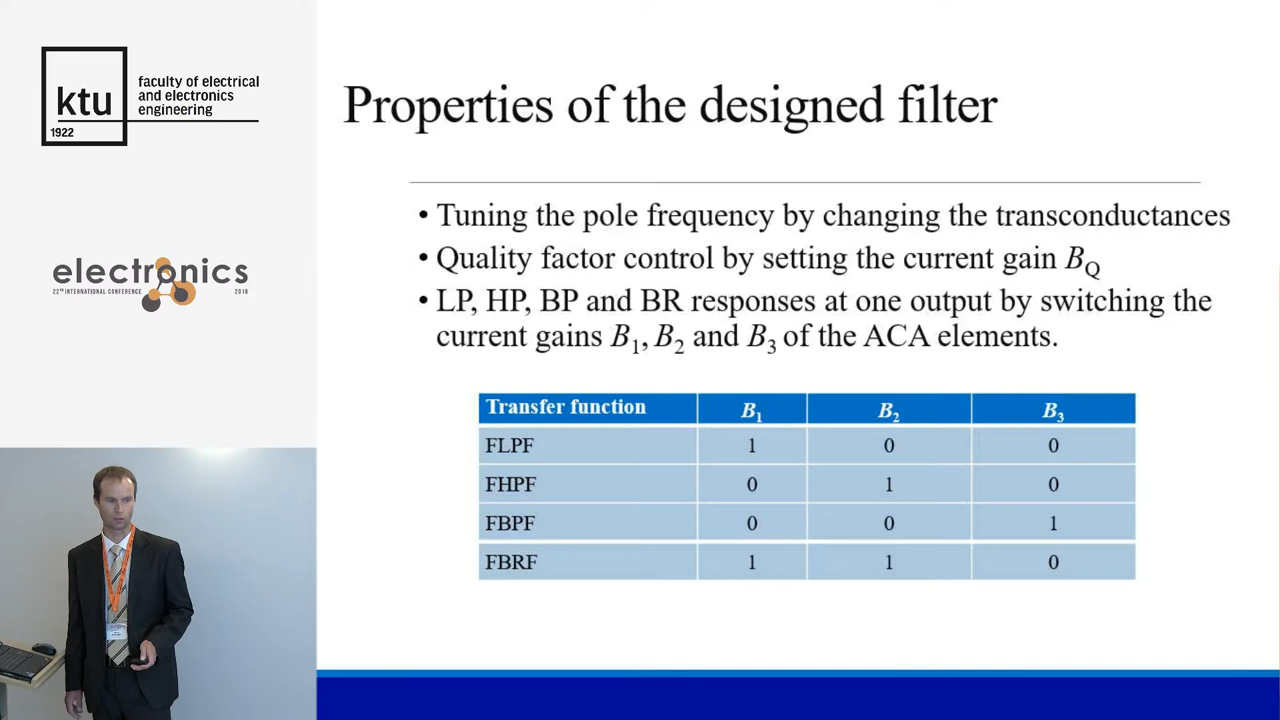 ktu
1922
faculty of electrical
and electronics
engineering
electronics
22TH INTERNATIONAL CONFERENCE 2018
Properties of the designed filter
• Tuning the pole frequency by changing the transconductances
• Quality factor control by setting the current gain BQ
• LP, HP, BP and BR responses at one output by switching the
current gains B1, B2 and B3 of the ACA elements.
Transfer function B1 B2 B3
FLPF 1 0 0
FHPF 0 1 0
FBPF 0 0 1
FBRF 1 1 0